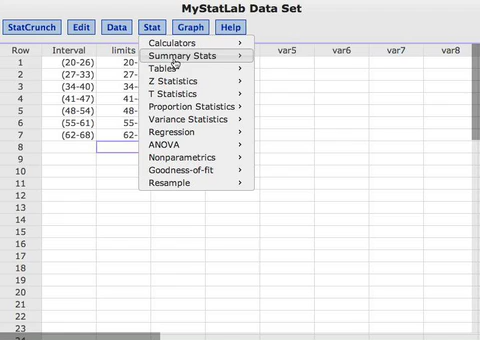 MyStatLab Data Set
StatCrunch Edit Data Stat Graph Help
Row Interval limits var5 var6 var7 var8
Calculators
Summary Stats
Tables
Z Statistics
T Statistics
Proportion Statistics
Variance Statistics
Regression
ANOVA
Nonparametrics
Goodness-of-fit
Resample
1 (20-26) 20-
2 (27-33) 27-
3 (34-40) 34-
4 (41-47) 41-
5 (48-54) 48-
6 (55-61) 55-
7 (62-68) 62-
8
9
10
11
12
13
14
15
16
17
18
19
20
21
22
23